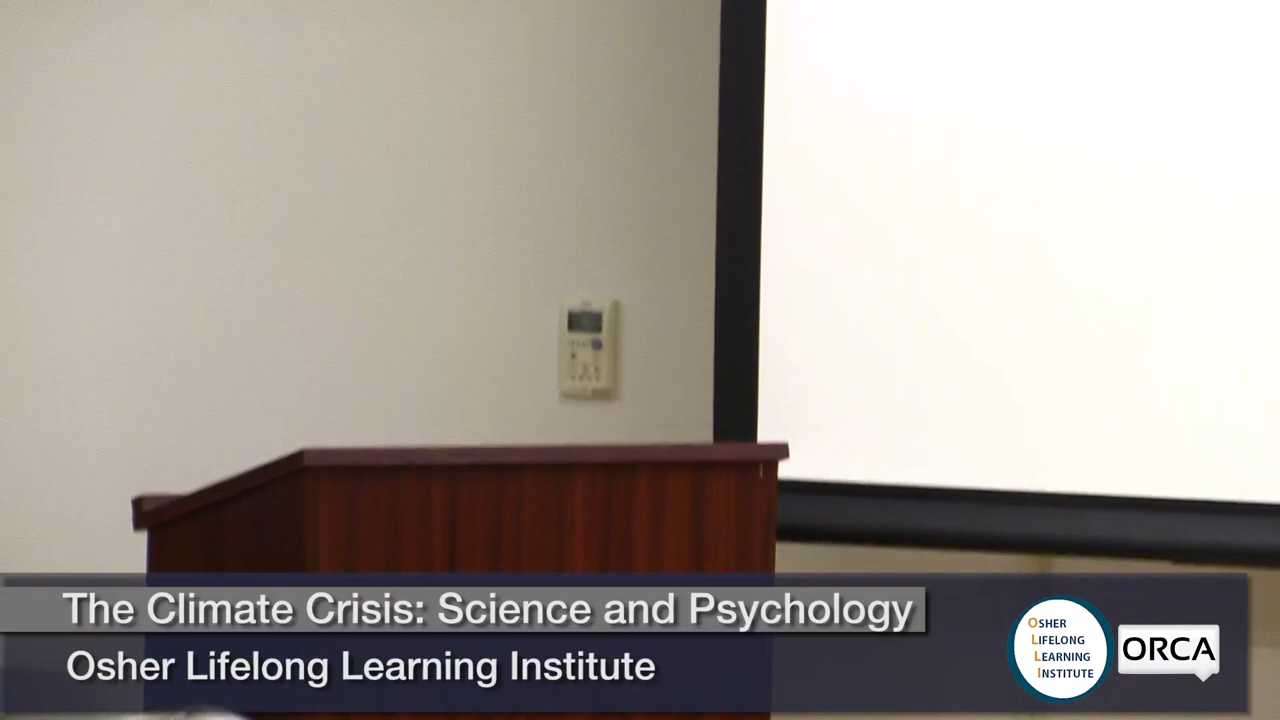 The Climate Crisis: Science and Psychology
Osher Lifelong Learning Institute
OSHER
LIFELONG
LEARNING
INSTITUTE
ORCA